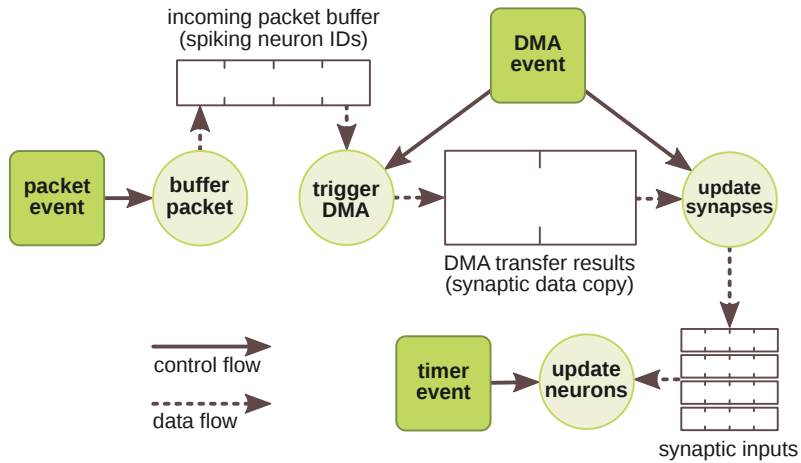 incoming packet buffer
(spiking neuron IDs)
DMA
event
packet
event
buffer
packet
trigger
DMA
update
synapses
DMA transfer results
(synaptic data copy)
control flow
data flow
timer
event
update
neurons
synaptic inputs